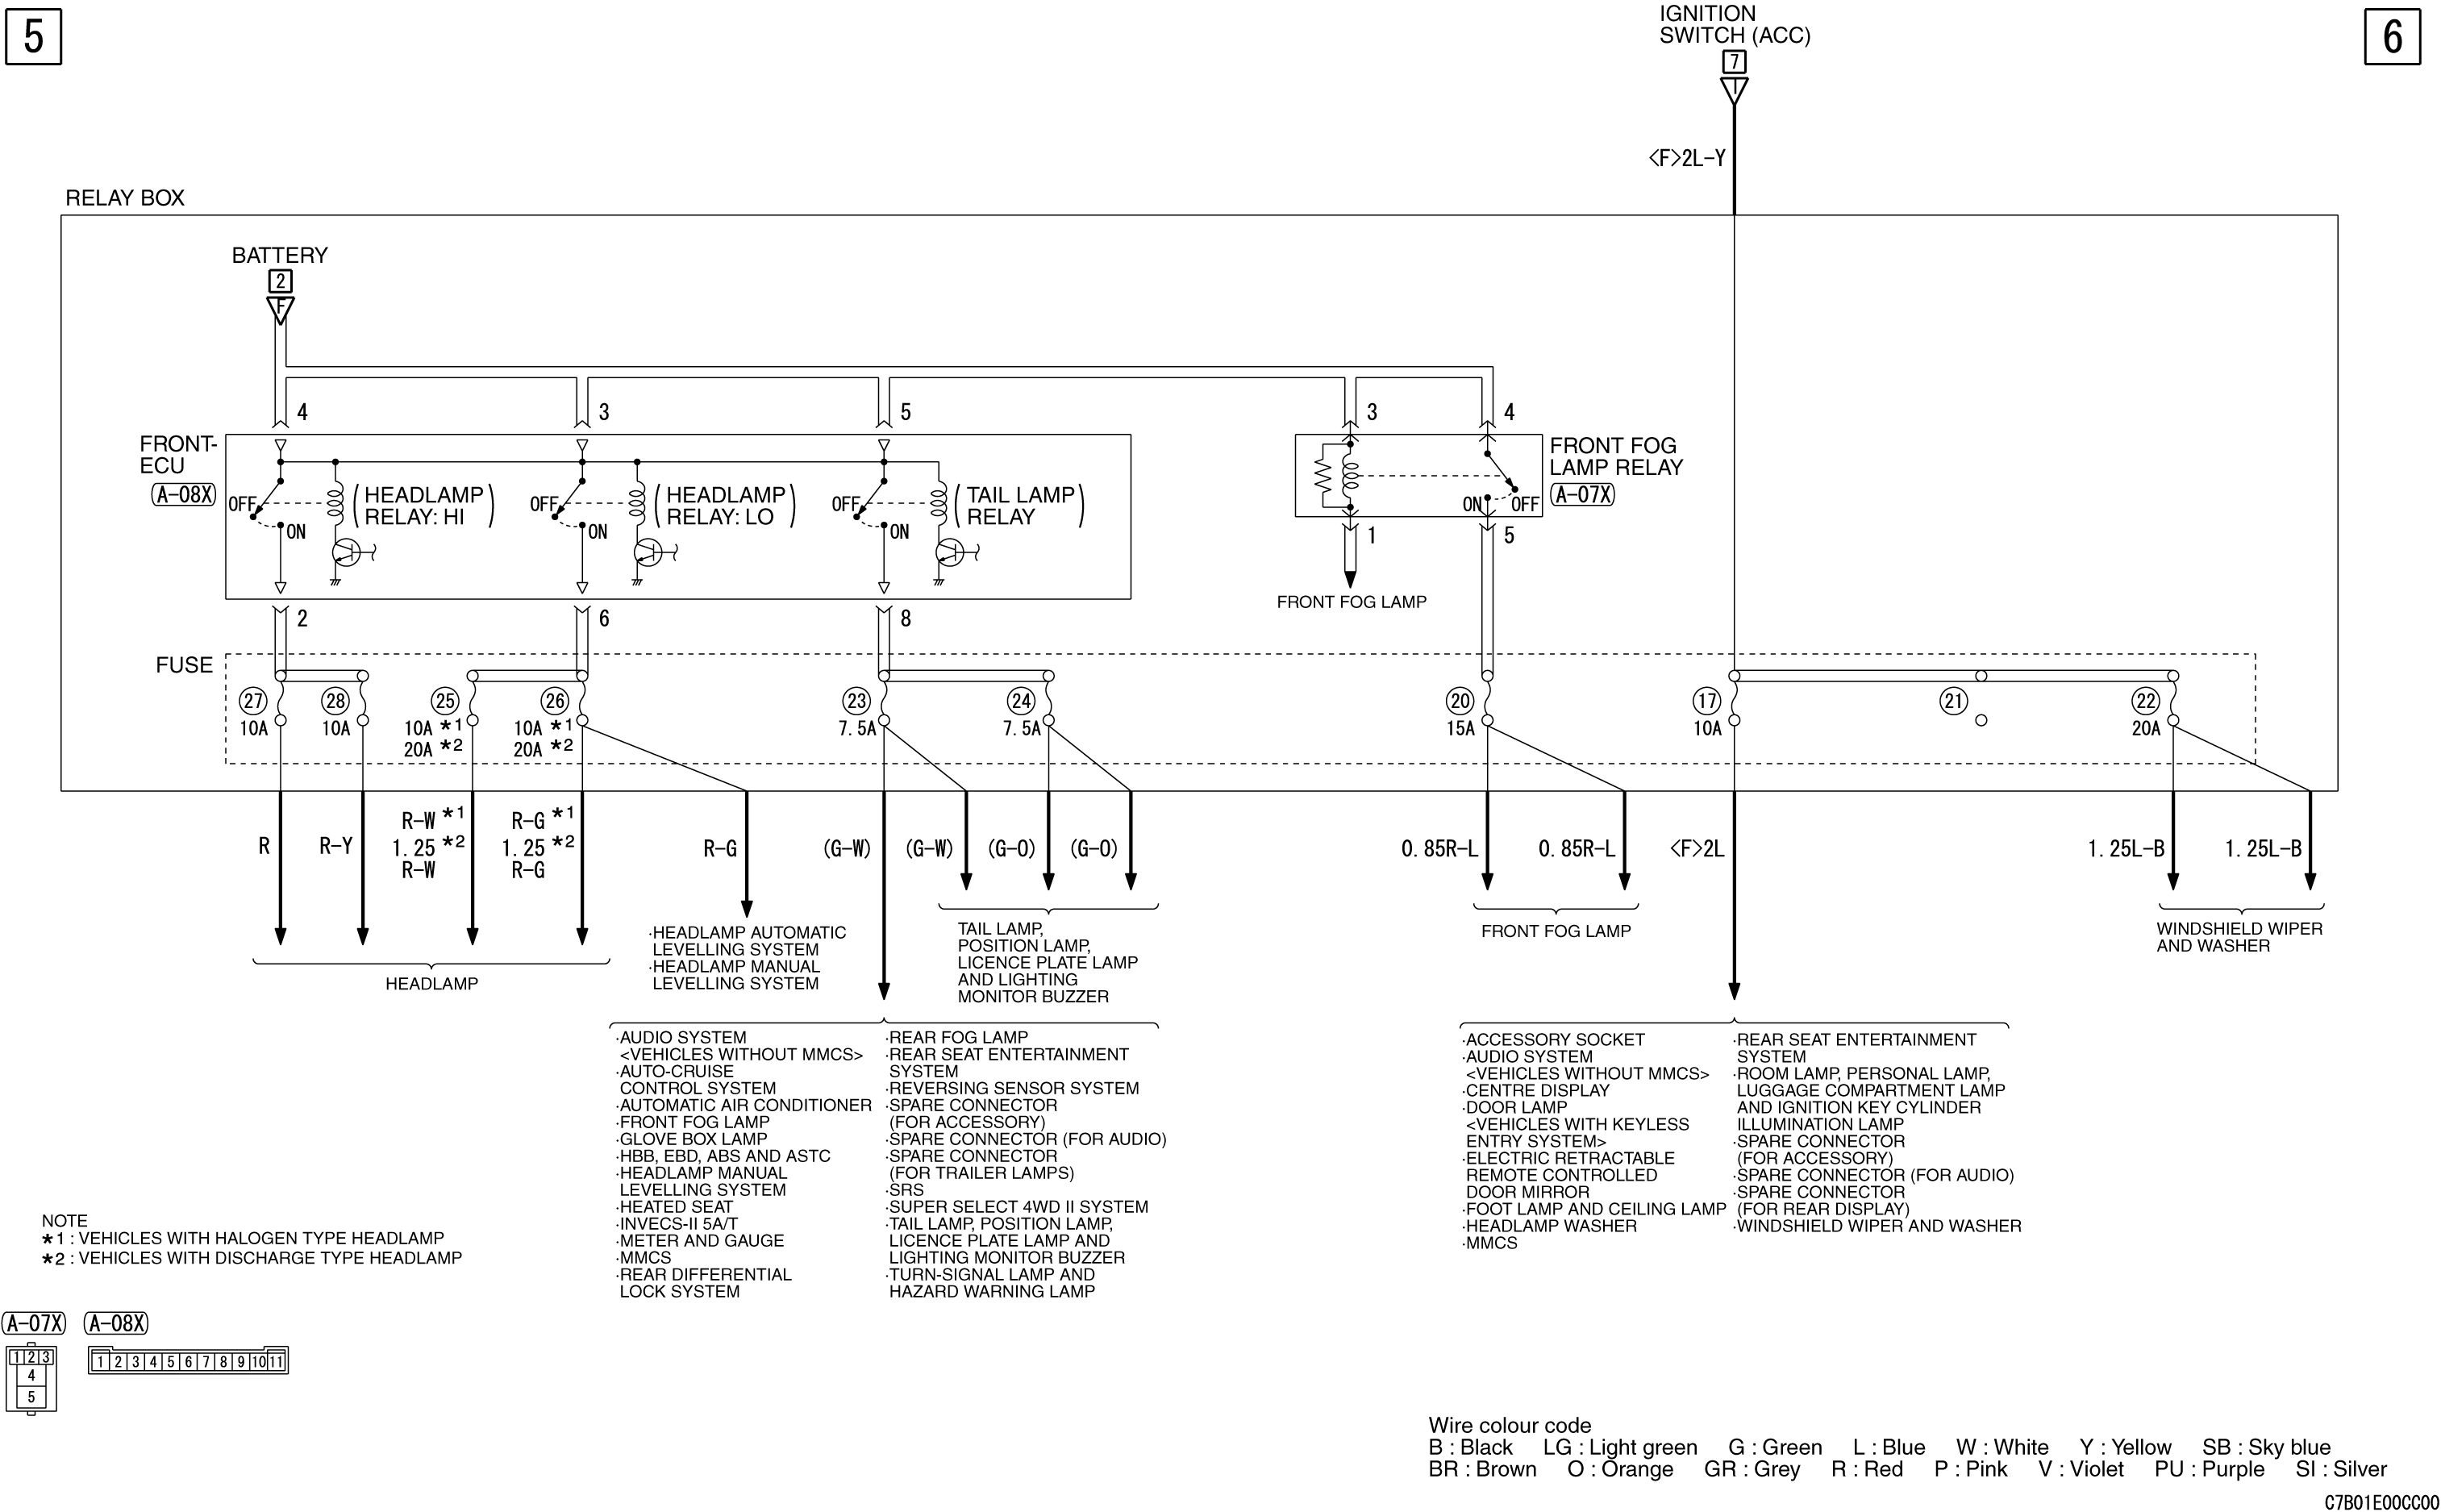 5
IGNITION
SWITCH (ACC)
7
I
6
<F>2L-Y
RELAY BOX
BATTERY
2
F
4
3
5
3
4
FRONT-
ECU
A-08X
OFF
ON
(HEADLAMP
RELAY: HI)
OFF
ON
(HEADLAMP
RELAY: LO)
OFF
ON
(TAIL LAMP
RELAY)
ON
OFF
FRONT FOG
LAMP RELAY
A-07X
1
5
FRONT FOG LAMP
2
6
8
FUSE
27
10A
28
10A
25
10A *1
20A *2
26
10A *1
20A *2
23
7.5A
24
7.5A
20
15A
17
10A
21
22
20A
R
R-Y
R-W *1
1.25 *2
R-W
R-G *1
1.25 *2
R-G
R-G
(G-W)
(G-W)
(G-O)
(G-O)
0.85R-L
0.85R-L
<F>2L
1.25L-B
1.25L-B
HEADLAMP
·HEADLAMP AUTOMATIC
LEVELLING SYSTEM
·HEADLAMP MANUAL
LEVELLING SYSTEM
TAIL LAMP,
POSITION LAMP,
LICENCE PLATE LAMP
AND LIGHTING
MONITOR BUZZER
FRONT FOG LAMP
WINDSHIELD WIPER
AND WASHER
·AUDIO SYSTEM
<VEHICLES WITHOUT MMCS>
·AUTO-CRUISE
CONTROL SYSTEM
·AUTOMATIC AIR CONDITIONER
·FRONT FOG LAMP
·GLOVE BOX LAMP
·HBB, EBD, ABS AND ASTC
·HEADLAMP MANUAL
LEVELLING SYSTEM
·HEATED SEAT
·INVECS-II 5A/T
·METER AND GAUGE
·MMCS
·REAR DIFFERENTIAL
LOCK SYSTEM
·REAR FOG LAMP
·REAR SEAT ENTERTAINMENT
SYSTEM
·REVERSING SENSOR SYSTEM
·SPARE CONNECTOR
(FOR ACCESSORY)
·SPARE CONNECTOR (FOR AUDIO)
·SPARE CONNECTOR
(FOR TRAILER LAMPS)
·SRS
·SUPER SELECT 4WD II SYSTEM
·TAIL LAMP, POSITION LAMP,
LICENCE PLATE LAMP AND
LIGHTING MONITOR BUZZER
·TURN-SIGNAL LAMP AND
HAZARD WARNING LAMP
·ACCESSORY SOCKET
·AUDIO SYSTEM
<VEHICLES WITHOUT MMCS>
·CENTRE DISPLAY
·DOOR LAMP
<VEHICLES WITH KEYLESS
ENTRY SYSTEM>
·ELECTRIC RETRACTABLE
REMOTE CONTROLLED
DOOR MIRROR
·FOOT LAMP AND CEILING LAMP
·HEADLAMP WASHER
·MMCS
·REAR SEAT ENTERTAINMENT
SYSTEM
·ROOM LAMP, PERSONAL LAMP,
LUGGAGE COMPARTMENT LAMP
AND IGNITION KEY CYLINDER
ILLUMINATION LAMP
·SPARE CONNECTOR
(FOR ACCESSORY)
·SPARE CONNECTOR (FOR AUDIO)
·SPARE CONNECTOR
(FOR REAR DISPLAY)
·WINDSHIELD WIPER AND WASHER
NOTE
*1 : VEHICLES WITH HALOGEN TYPE HEADLAMP
*2 : VEHICLES WITH DISCHARGE TYPE HEADLAMP
A-07X
1 2 3
4
5
A-08X
1 2 3 4 5 6 7 8 9 10 11
Wire colour code
B : Black LG : Light green G : Green L : Blue W : White Y : Yellow SB : Sky blue
BR : Brown O : Orange GR : Grey R : Red P : Pink V : Violet PU : Purple SI : Silver
C7B01E00CC00